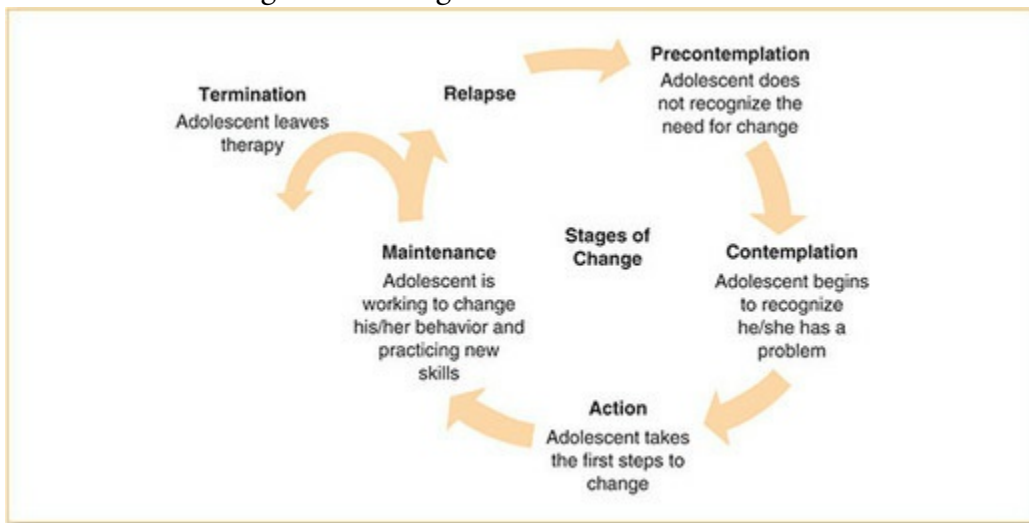 Precontemplation
Adolescent does
not recognize the
need for change
Contemplation
Adolescent begins
to recognize
he/she has a
problem
Action
Adolescent takes
the first steps to
change
Maintenance
Adolescent is
working to change
his/her behavior and
practicing new
skills
Termination
Adolescent leaves
therapy
Relapse
Stages of
Change